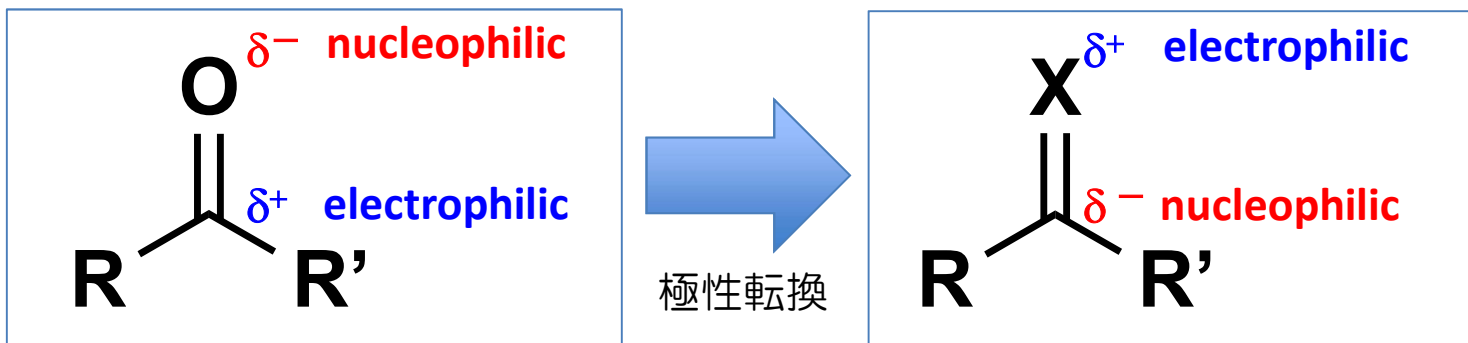 δ− nucleophilic
O
δ+ electrophilic
R R’
極性転換
δ+ electrophilic
X
δ− nucleophilic
R R’